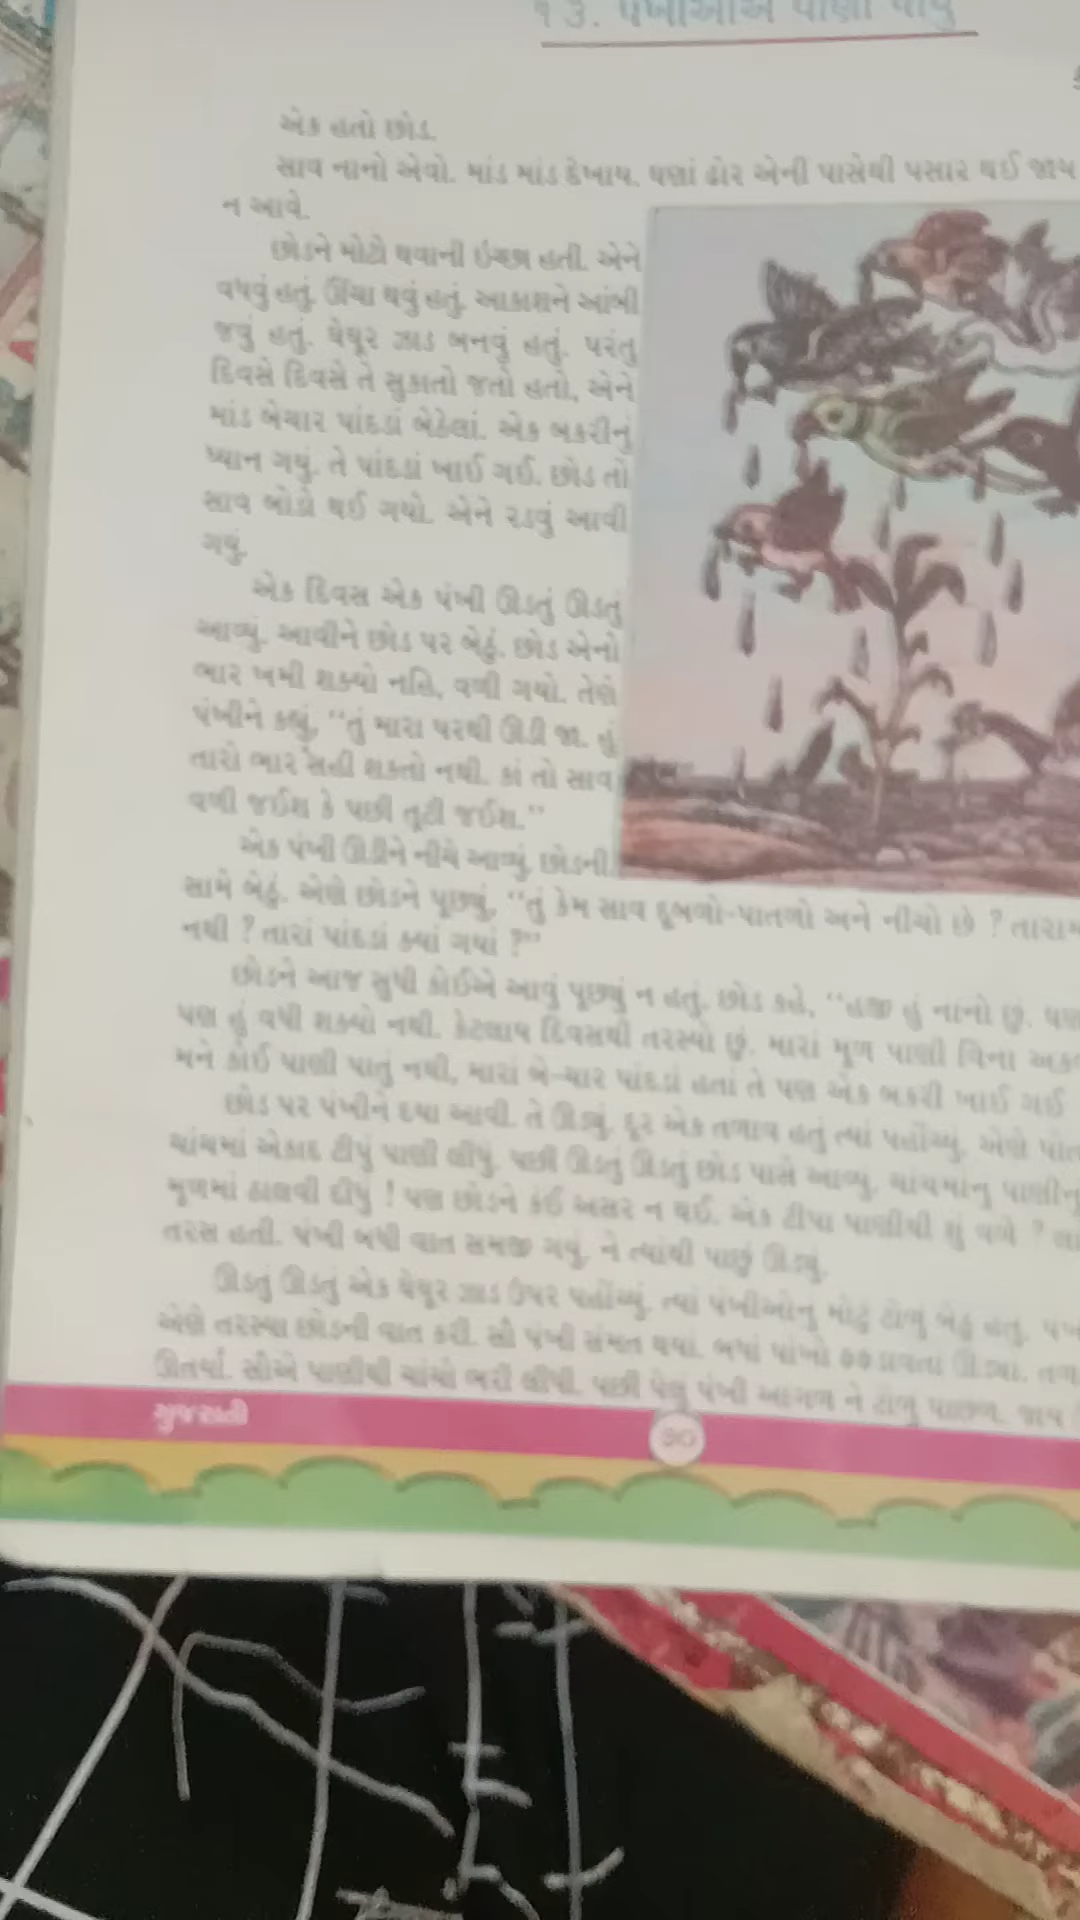 ૧૩. પંખીઓએ પાણી પાયું
એક હતો છોડ.
સાવ નાનો એવો. માંડ માંડ દેખાય. ઘણાં ઢોર એની પાસેથી પસાર થઈ જાય
ન આવે.
છોડને મોટો થવાની ઇચ્છા હતી. એને
વધવું હતું. ઊંચા થવું હતું. આકાશને આંબી
જવું હતું. ઘેઘૂર ઝાડ બનવું હતું. પરંતુ
દિવસે દિવસે તે સુકાતો જતો હતો, એને
માંડ બેચાર પાંદડાં બેઠેલાં. એક બકરીનું
ધ્યાન ગયું. તે પાંદડાં ખાઈ ગઈ. છોડ તો
સાવ બોડો થઈ ગયો. એને રડવું આવી
ગયું.
એક દિવસ એક પંખી ઊડતું ઊડતું
આવ્યું. આવીને છોડ પર બેઠું. છોડ એનો
ભાર ખમી શક્યો નહિ, વળી ગયો. તેણે
પંખીને કહ્યું, “તું મારા પરથી ઊડી જા. હું
તારો ભાર સહી શકતો નથી. કાં તો સાવ
વળી જઈશ કે પછી તૂટી જઈશ.”
એક પંખી ઊડીને નીચે આવ્યું. છોડની
સામે બેઠું. એણે છોડને પૂછ્યું, “તું કેમ સાવ દૂબળો-પાતળો અને નીચો છે ?
નથી ? તારાં પાંદડાં ક્યાં ગયાં ?”
છોડને આજ સુધી કોઈએ આવું પૂછ્યું ન હતું. છોડ કહે, “હજી હું નાનો છું.
પણ હું વધી શક્યો નથી. કેટલાય દિવસથી તરસ્યો છું. મારાં મૂળ પાણી વિના
મને કોઈ પાણી પાતું નથી, મારાં બે-ચાર પાંદડાં હતાં તે પણ એક બકરી ખાઈ ગઈ
છોડ પર પંખીને દયા આવી. તે ઊડ્યું. દૂર એક તળાવ હતું ત્યાં પહોંચ્યું. એણે
ચાંચમાં એકાદ ટીપું પાણી લીધું. પછી ઊડતું ઊડતું છોડ પાસે આવ્યું. ચાંચમાંનુ પાણીનું
મૂળમાં ઠાલવી દીધું ! પણ છોડને કંઈ અસર ન થઈ. એક ટીપા પાણીથી શું વળે ?
તરસ હતી. પંખી બધી વાત સમજી ગયું. ને ત્યાંથી પાછું ઊડ્યું.
ઊડતું ઊડતું એક ઘેઘૂર ઝાડ ઉપર પહોંચ્યું. ત્યાં પંખીઓનું મોટું ટોળું બેઠું હતું.
એણે તરસ્યા છોડની વાત કરી. સૌ પંખી સંમત થયાં. બધાં પાંખો ફફડાવતાં ઊડ્યાં.
ઊતર્યાં. સૌએ પાણીથી ચાંચો ભરી લીધી. પછી પેલું પંખી આગળ ને ટોળું પાછળ. જાય
ગુજરાતી